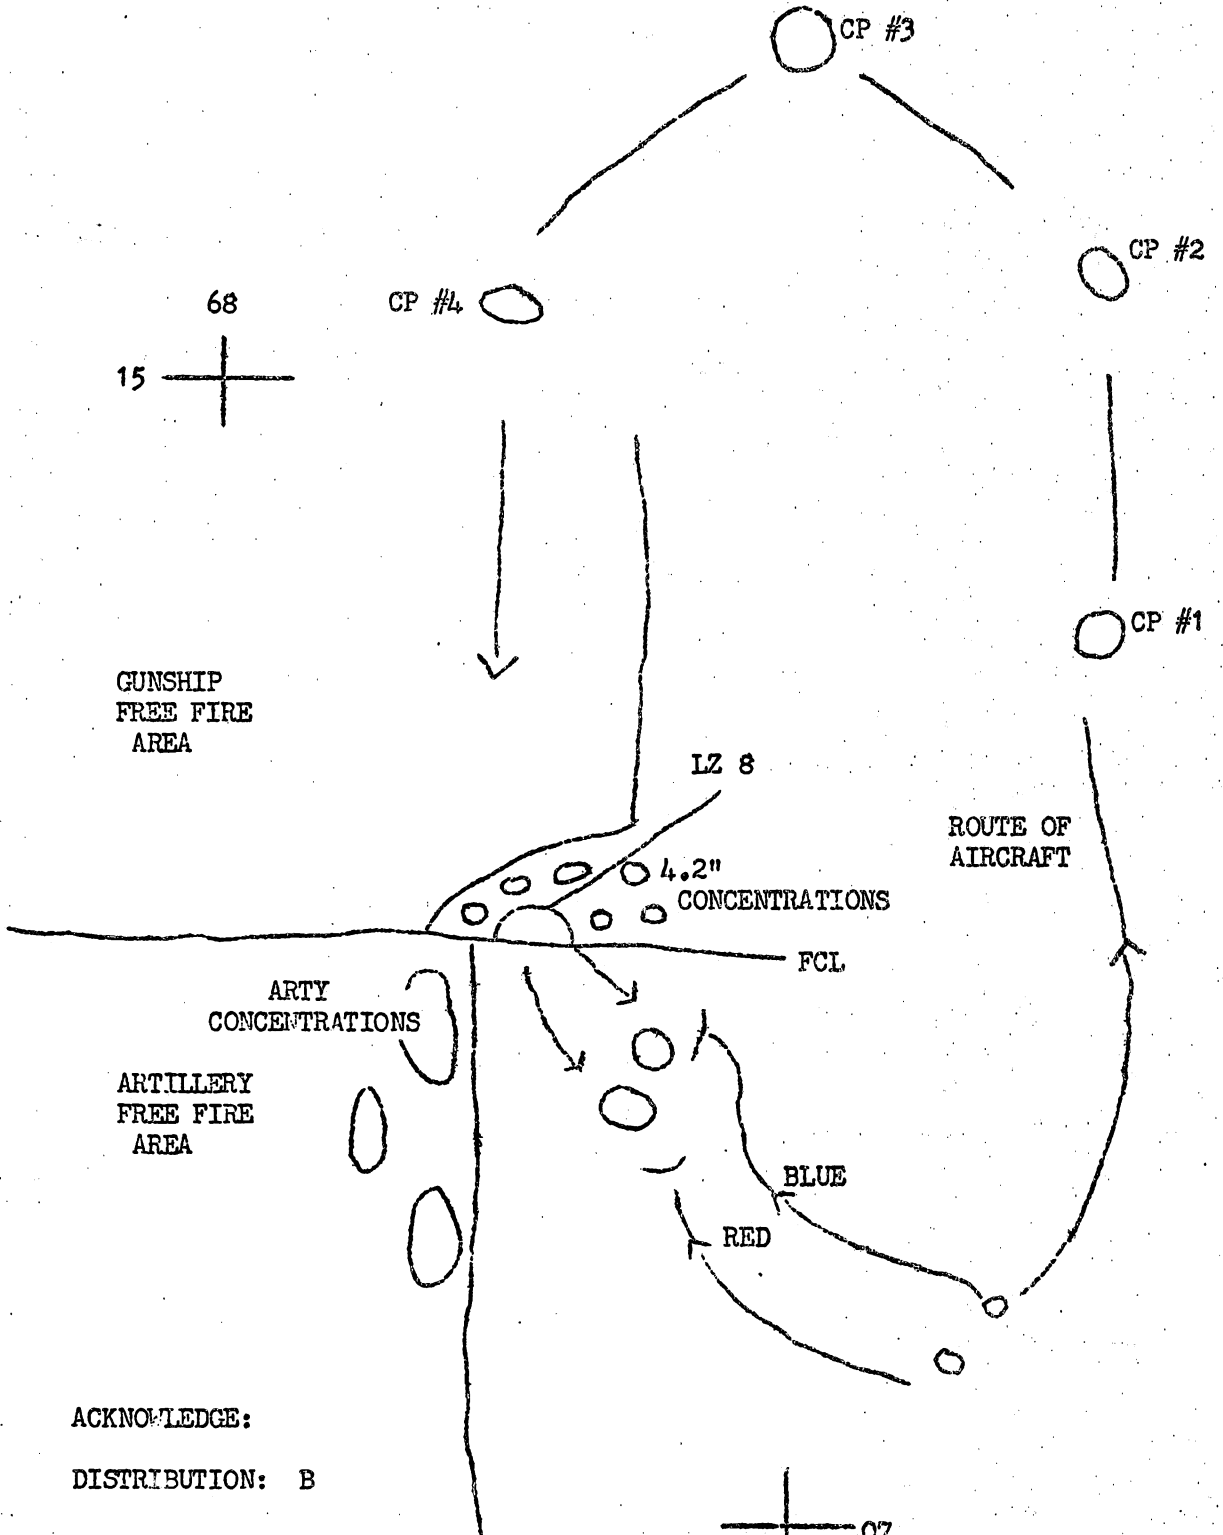 CP #3
CP #2
68
CP #4
15
CP #1
GUNSHIP
FREE FIRE
AREA
LZ 8
ROUTE OF
AIRCRAFT
4.2"
CONCENTRATIONS
FCL
ARTY
CONCENTRATIONS
ARTILLERY
FREE FIRE
AREA
BLUE
RED
ACKNOWLEDGE:
DISTRIBUTION: B
07